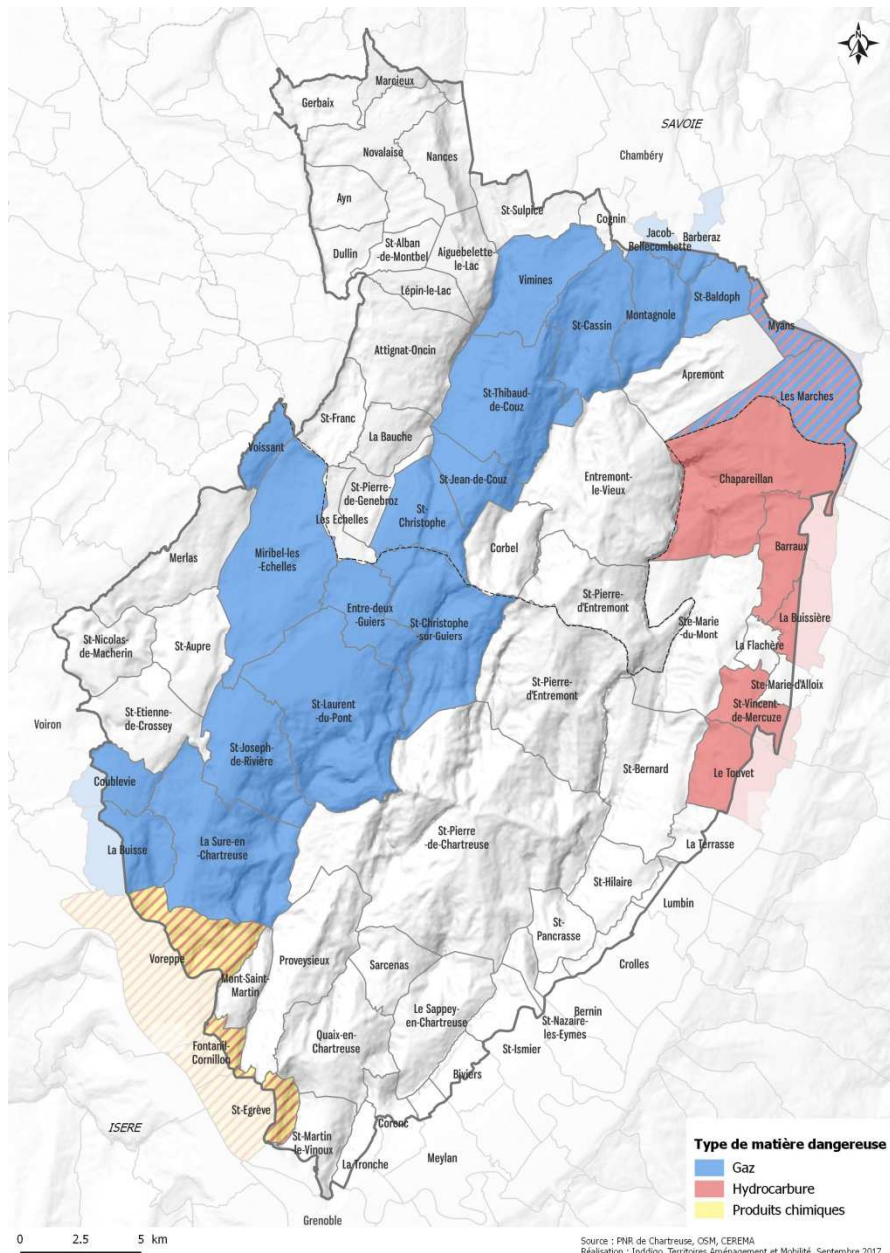 N
Marcieux
Gerbaix
SAVOIE
Novalaise
Nances
Chambéry
Ayn
St-Sulpice
Cognin
Jacob-
Bellecombette
Barberaz
Dullin
St-Alban
-de-Montbel
Aiguebelette
-le-Lac
Vimines
Lépin-le-Lac
St-Baldoph
St-Cassin
Montagnole
Myans
Attignat-Oncin
Apremont
St-Thibaud-
de-Couz
Les Marches
St-Franc
La Bauche
Voissant
St-Jean-de-Couz
Entremont
-le-Vieux
Chapareillan
St-Pierre-
de-Genebroz
Les Echelles
St-
Christophe
Corbel
Barraux
Merlas
Miribel-les
-Echelles
St-Pierre-
d'Entremont
Entre-deux
-Guiers
St-Christophe
-sur-Guiers
La Buissière
Ste-Marie
-du-Mont
St-Nicolas-
de-Macherin
St-Aupre
La Flachère
Ste-Marie-d'Alloix
St-Pierre-
d'Entremont
St-Etienne-
de-Crossey
St-Laurent
-du-Pont
St-Vincent-
de-Mercuze
Voiron
St-Joseph-
de-Rivière
St-Bernard
Le Touvet
Coublevie
St-Pierre
-de-Chartreuse
La Sure-en
-Chartreuse
La Buisse
La Terrasse
St-Hilaire
Lumbin
St-
Pancrasse
Voreppe
Proveysieux
Sarcenas
Mont-Saint-
Martin
Crolles
Le Sappey-
en-Chartreuse
Bernin
St-Nazaire-
les-Eymes
Quaix-en-
Chartreuse
Fontanil-
Cornillon
St-Ismier
Biviers
St-Egrève
ISERE
Corenc
St-Martin
-le-Vinoux
La Tronche
Meylan
Grenoble
Type de matière dangereuse
Gaz
Hydrocarbure
Produits chimiques
0 2.5 5 km
Source : PNR de Chartreuse, OSM, CEREMA
Réalisation : Inddigo, Territoires Aménagement et Mobilité, Septembre 2017